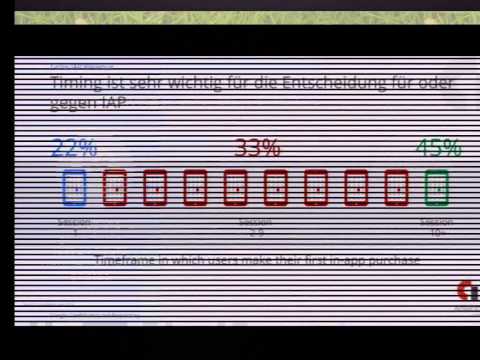 Timing ist sehr wichtig für die Entscheidung für oder
gegen IAP
22% 33% 45%
Session Session Session
1 2-9 10+
Timeframe in which users make their first in-app purchase